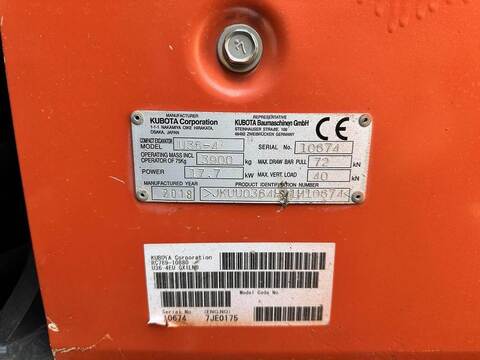 MANUFACTURER
KUBOTA Corporation
1-1-1 NAKAMIYA OIKE HIRAKATA,
OSAKA, JAPAN
REPRESENTATIVE
KUBOTA Baumaschinen GmbH
STEINHAUSER STRAßE, 100
66482 ZWEIBRÜCKEN GERMANY
CE
COMPACT EXCAVATOR
MODEL U36-4 SERIAL No. 10674
OPERATING MASS INCL.
OPERATOR OF 75Kg 3900 kg MAX. DRAW BAR PULL 72 kN
POWER 17.7 kW MAX. VERT. LOAD 40 kN
MANUFACTURED YEAR PRODUCT IDENTIFICATION NUMBER
2018
KUBOTA Corporation
U36-4EU
Model Code No.
(ENG.NO)
10674 7JE0175